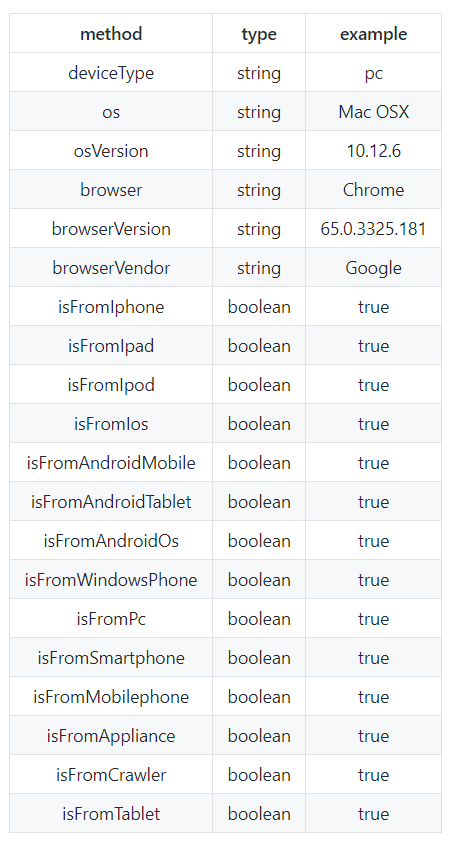 method type example
deviceType string pc
os string Mac OSX
osVersion string 10.12.6
browser string Chrome
browserVersion string 65.0.3325.181
browserVendor string Google
isFromIphone boolean true
isFromIpad boolean true
isFromIpod boolean true
isFromIos boolean true
isFromAndroidMobile boolean true
isFromAndroidTablet boolean true
isFromAndroidOs boolean true
isFromWindowsPhone boolean true
isFromPc boolean true
isFromSmartphone boolean true
isFromMobilephone boolean true
isFromAppliance boolean true
isFromCrawler boolean true
isFromTablet boolean true